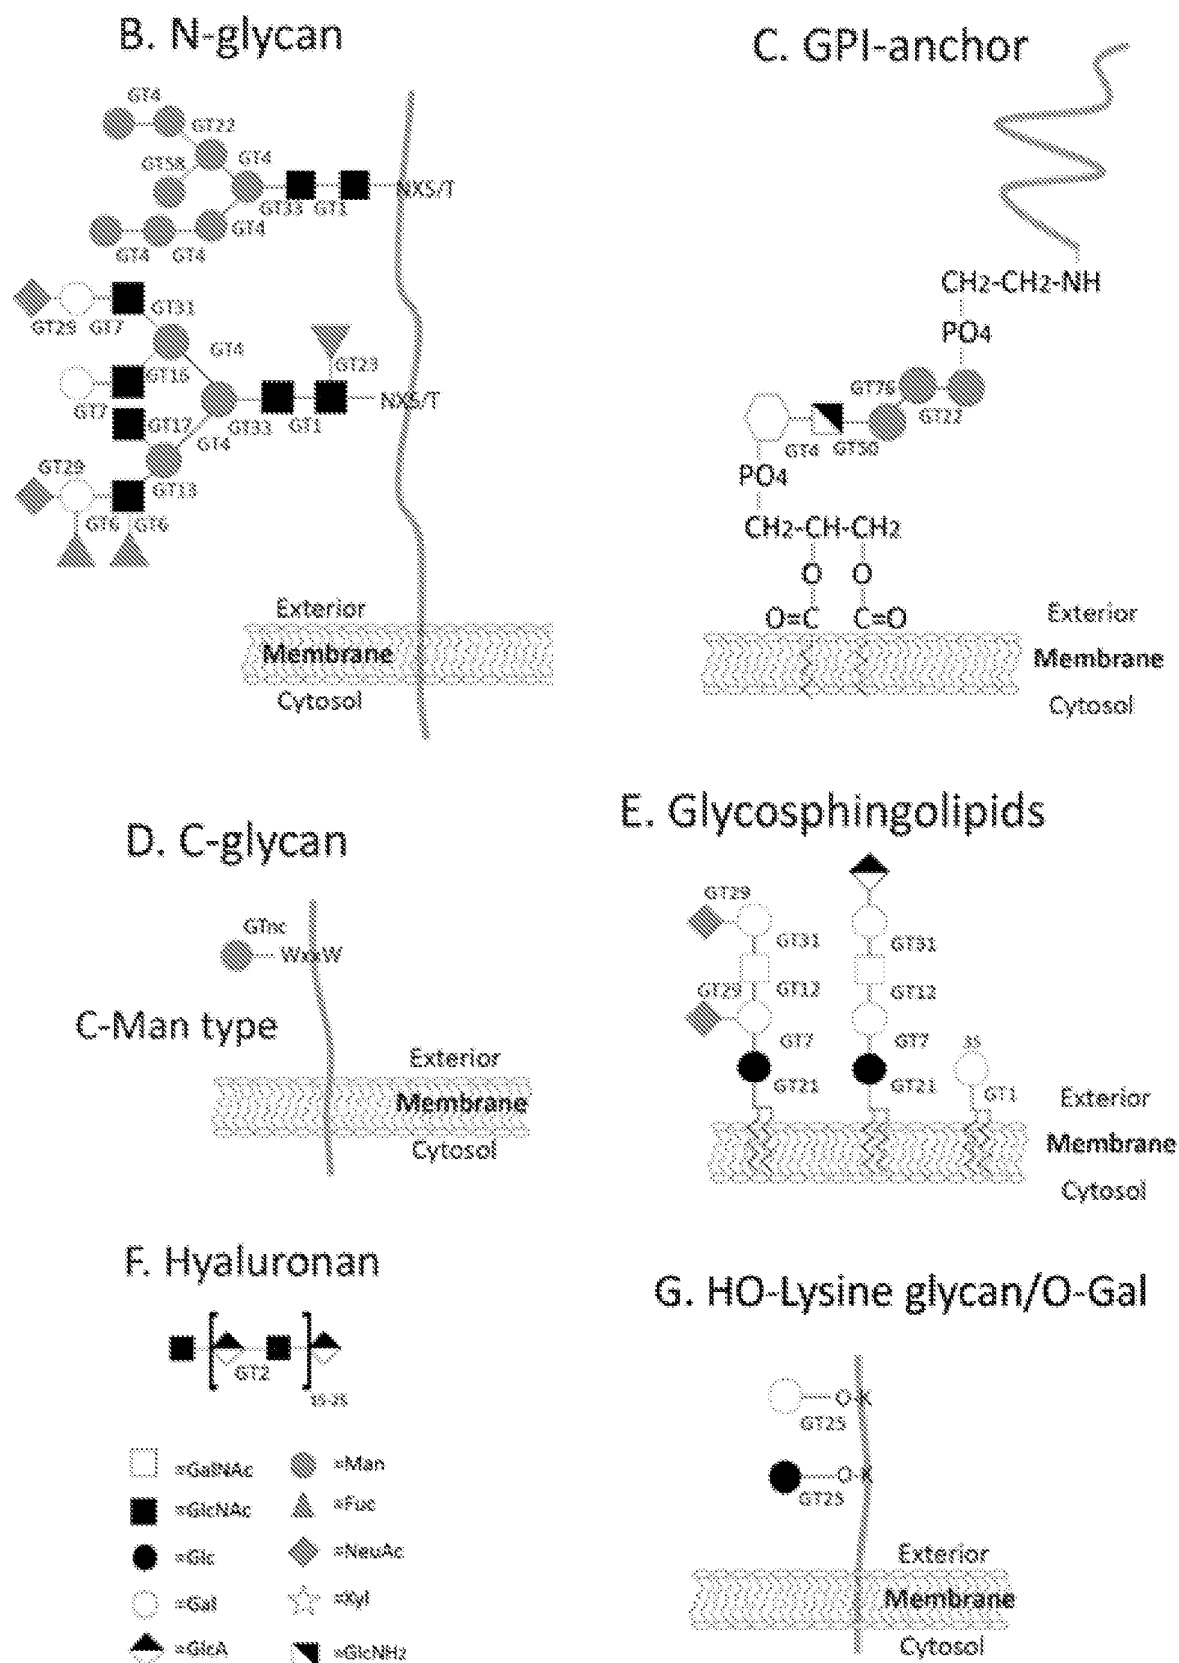 B. N-glycan
GT4
GT22
GT58
GT4
GT33
GT1
NXS/T
GT4
GT4
GT4
GT31
GT29
GT7
GT4
GT23
GT16
GT7
GT17
GT4
GT33
GT1
NXS/T
GT29
GT13
GT6
GT6
Exterior
Membrane
Cytosol
C. GPI-anchor
CH2-CH2-NH
PO4
GT76
GT22
GT4
GT50
PO4
CH2-CH-CH2
O
O
O=C
C=O
Exterior
Membrane
Cytosol
D. C-glycan
GTnc
WxxW
C-Man type
Exterior
Membrane
Cytosol
E. Glycosphingolipids
GT29
GT31
GT31
GT29
GT12
GT12
GT7
GT7
3S
GT21
GT21
GT1
Exterior
Membrane
Cytosol
F. Hyaluronan
GT2
15-25
=GalNAc
=GlcNAc
=Glc
=Gal
=GlcA
=Man
=Fuc
=NeuAc
=Xyl
=GlcNH2
G. HO-Lysine glycan/O-Gal
O-K
GT25
O-K
GT25
Exterior
Membrane
Cytosol